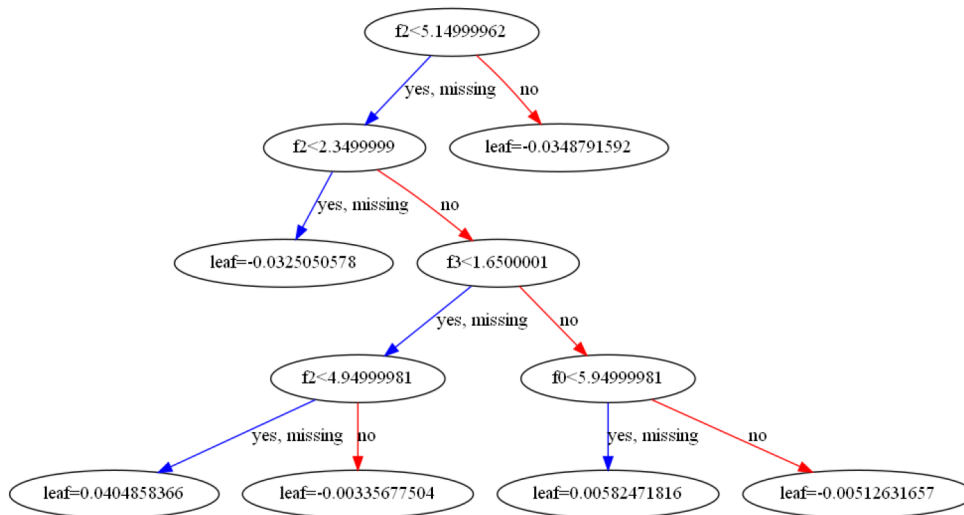 f2<5.14999962
yes, missing
no
f2<2.3499999
leaf=-0.0348791592
yes, missing
no
leaf=-0.0325050578
f3<1.6500001
yes, missing
no
f2<4.94999981
f0<5.94999981
yes, missing
no
yes, missing
no
leaf=0.0404858366
leaf=-0.00335677504
leaf=0.00582471816
leaf=-0.00512631657